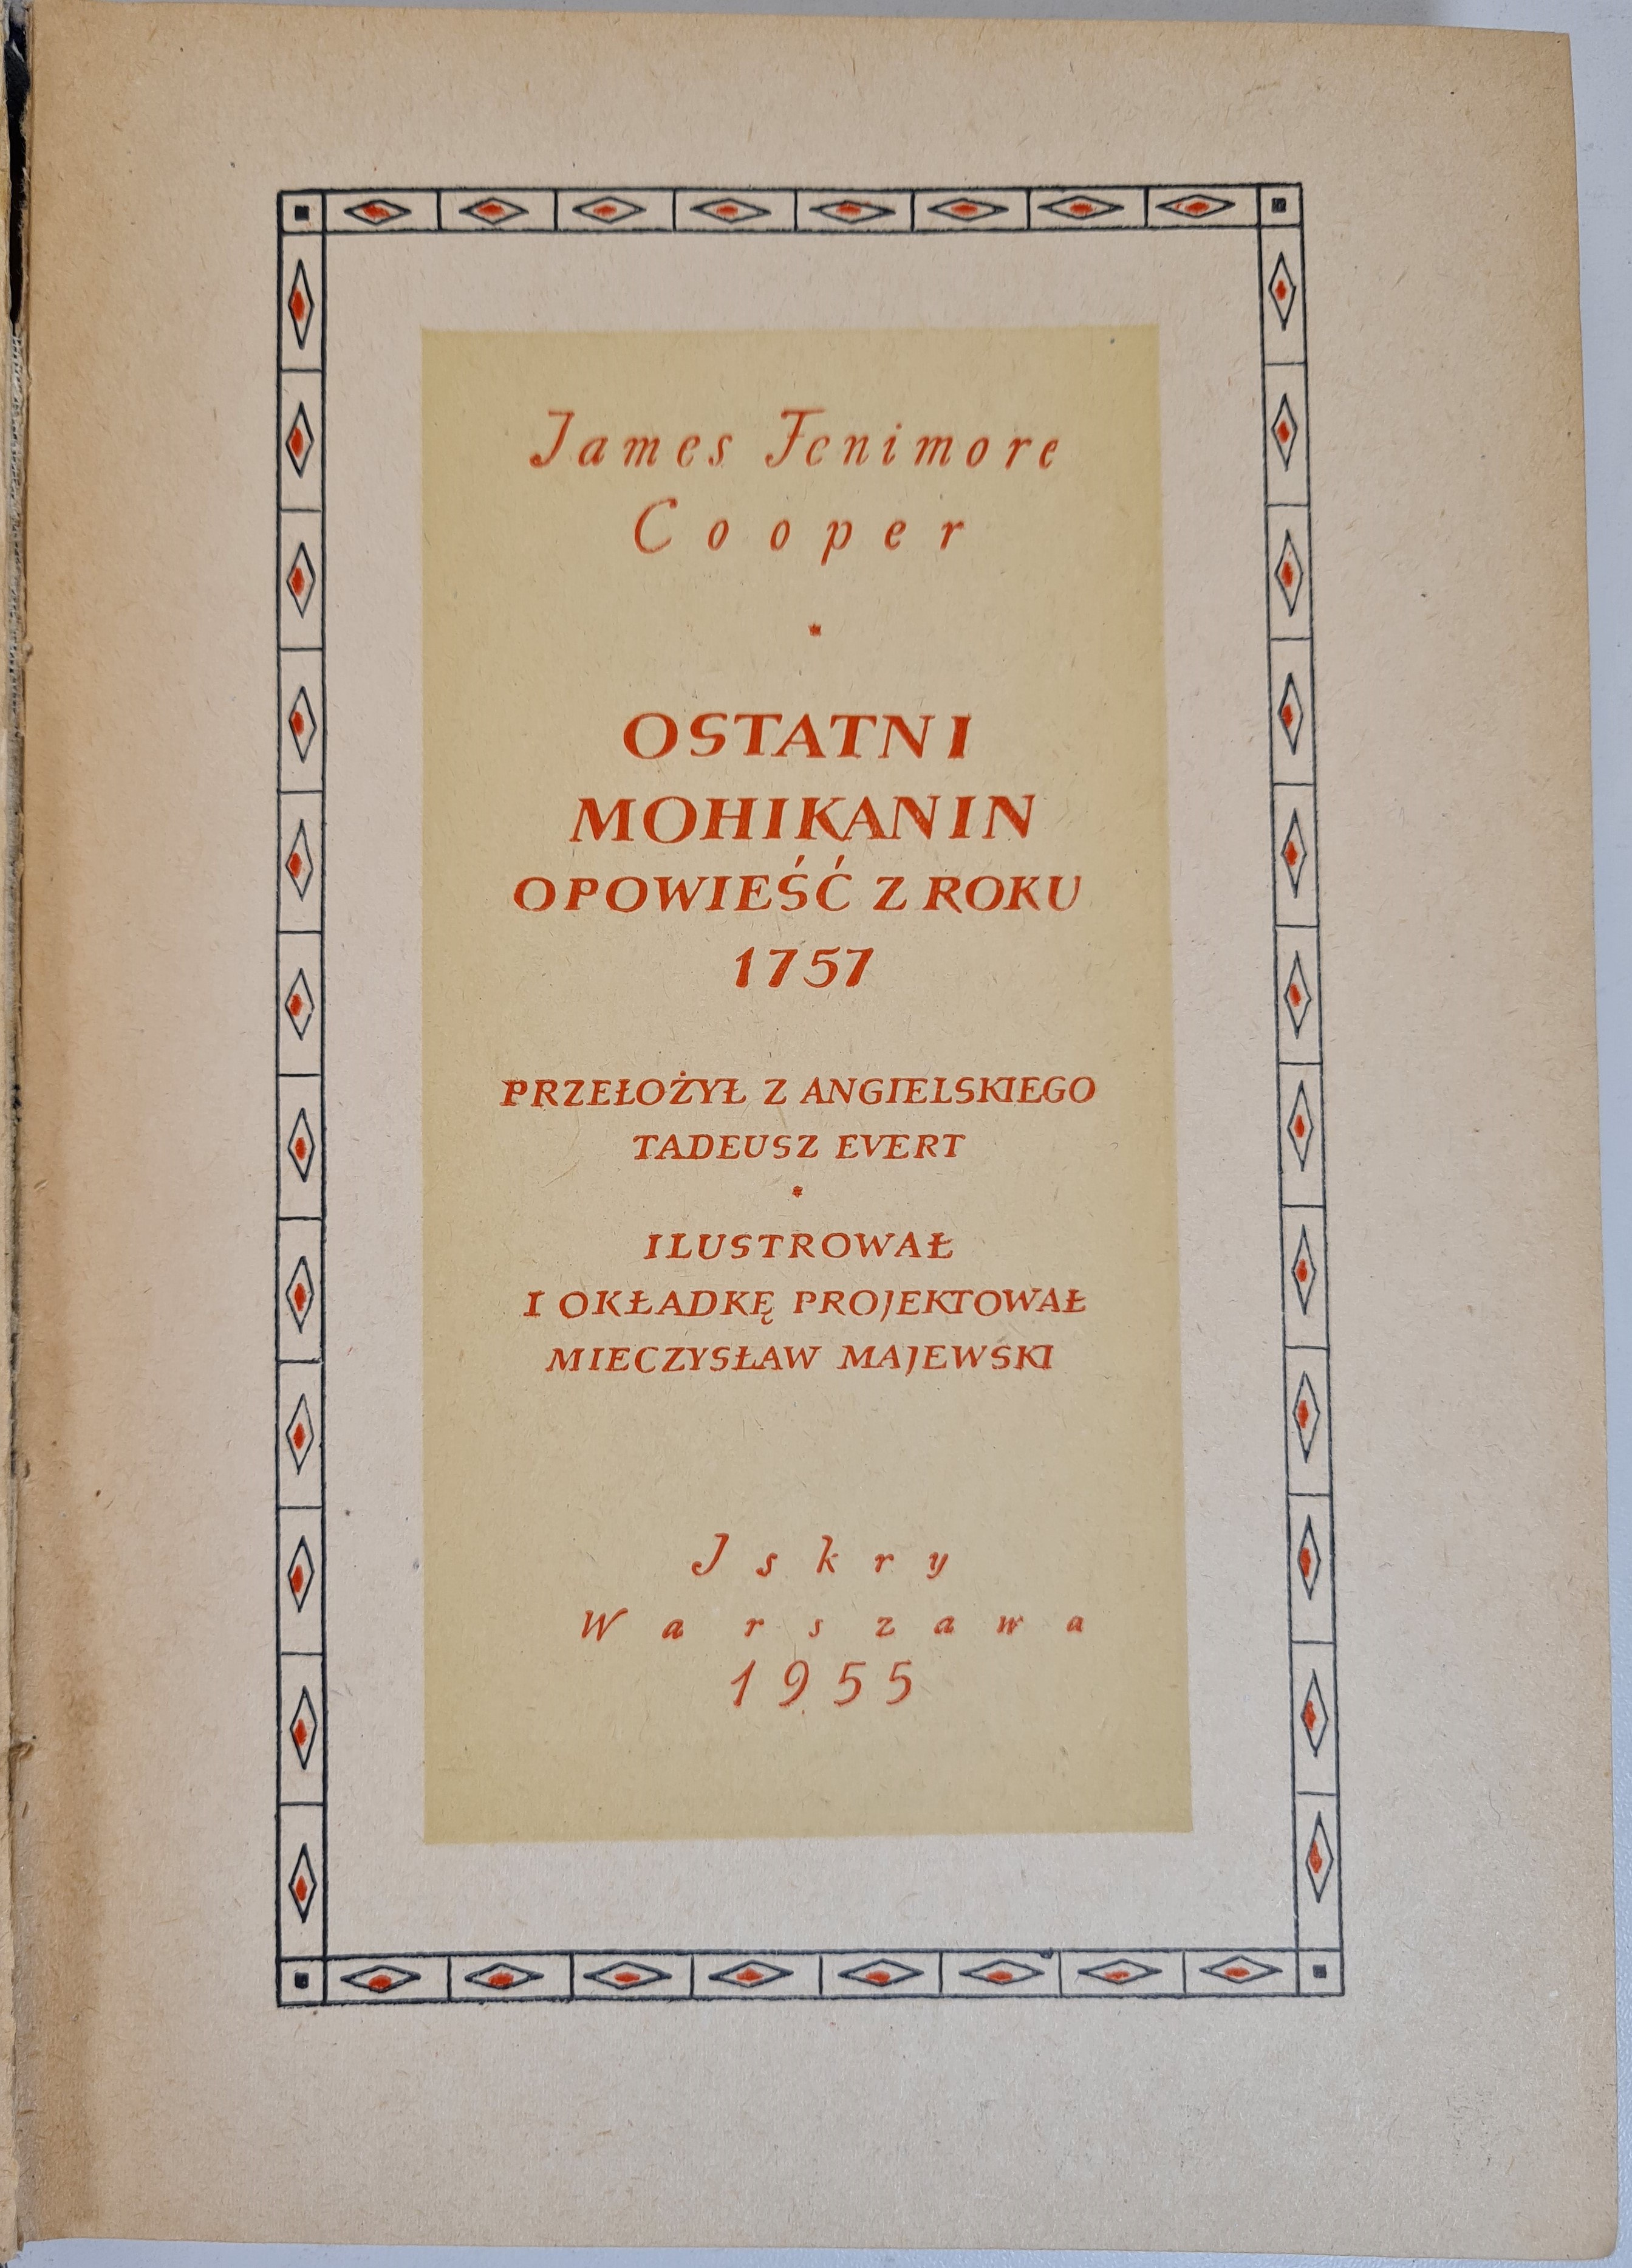 James Fenimore
Cooper
*
OSTATNI
MOHIKANIN
OPOWIEŚĆ Z ROKU
1757
PRZEŁOŻYŁ Z ANGIELSKIEGO
TADEUSZ EVERT
*
ILUSTROWAŁ
I OKŁADKĘ PROJEKTOWAŁ
MIECZYSŁAW MAJEWSKI
Iskry
Warszawa
1955